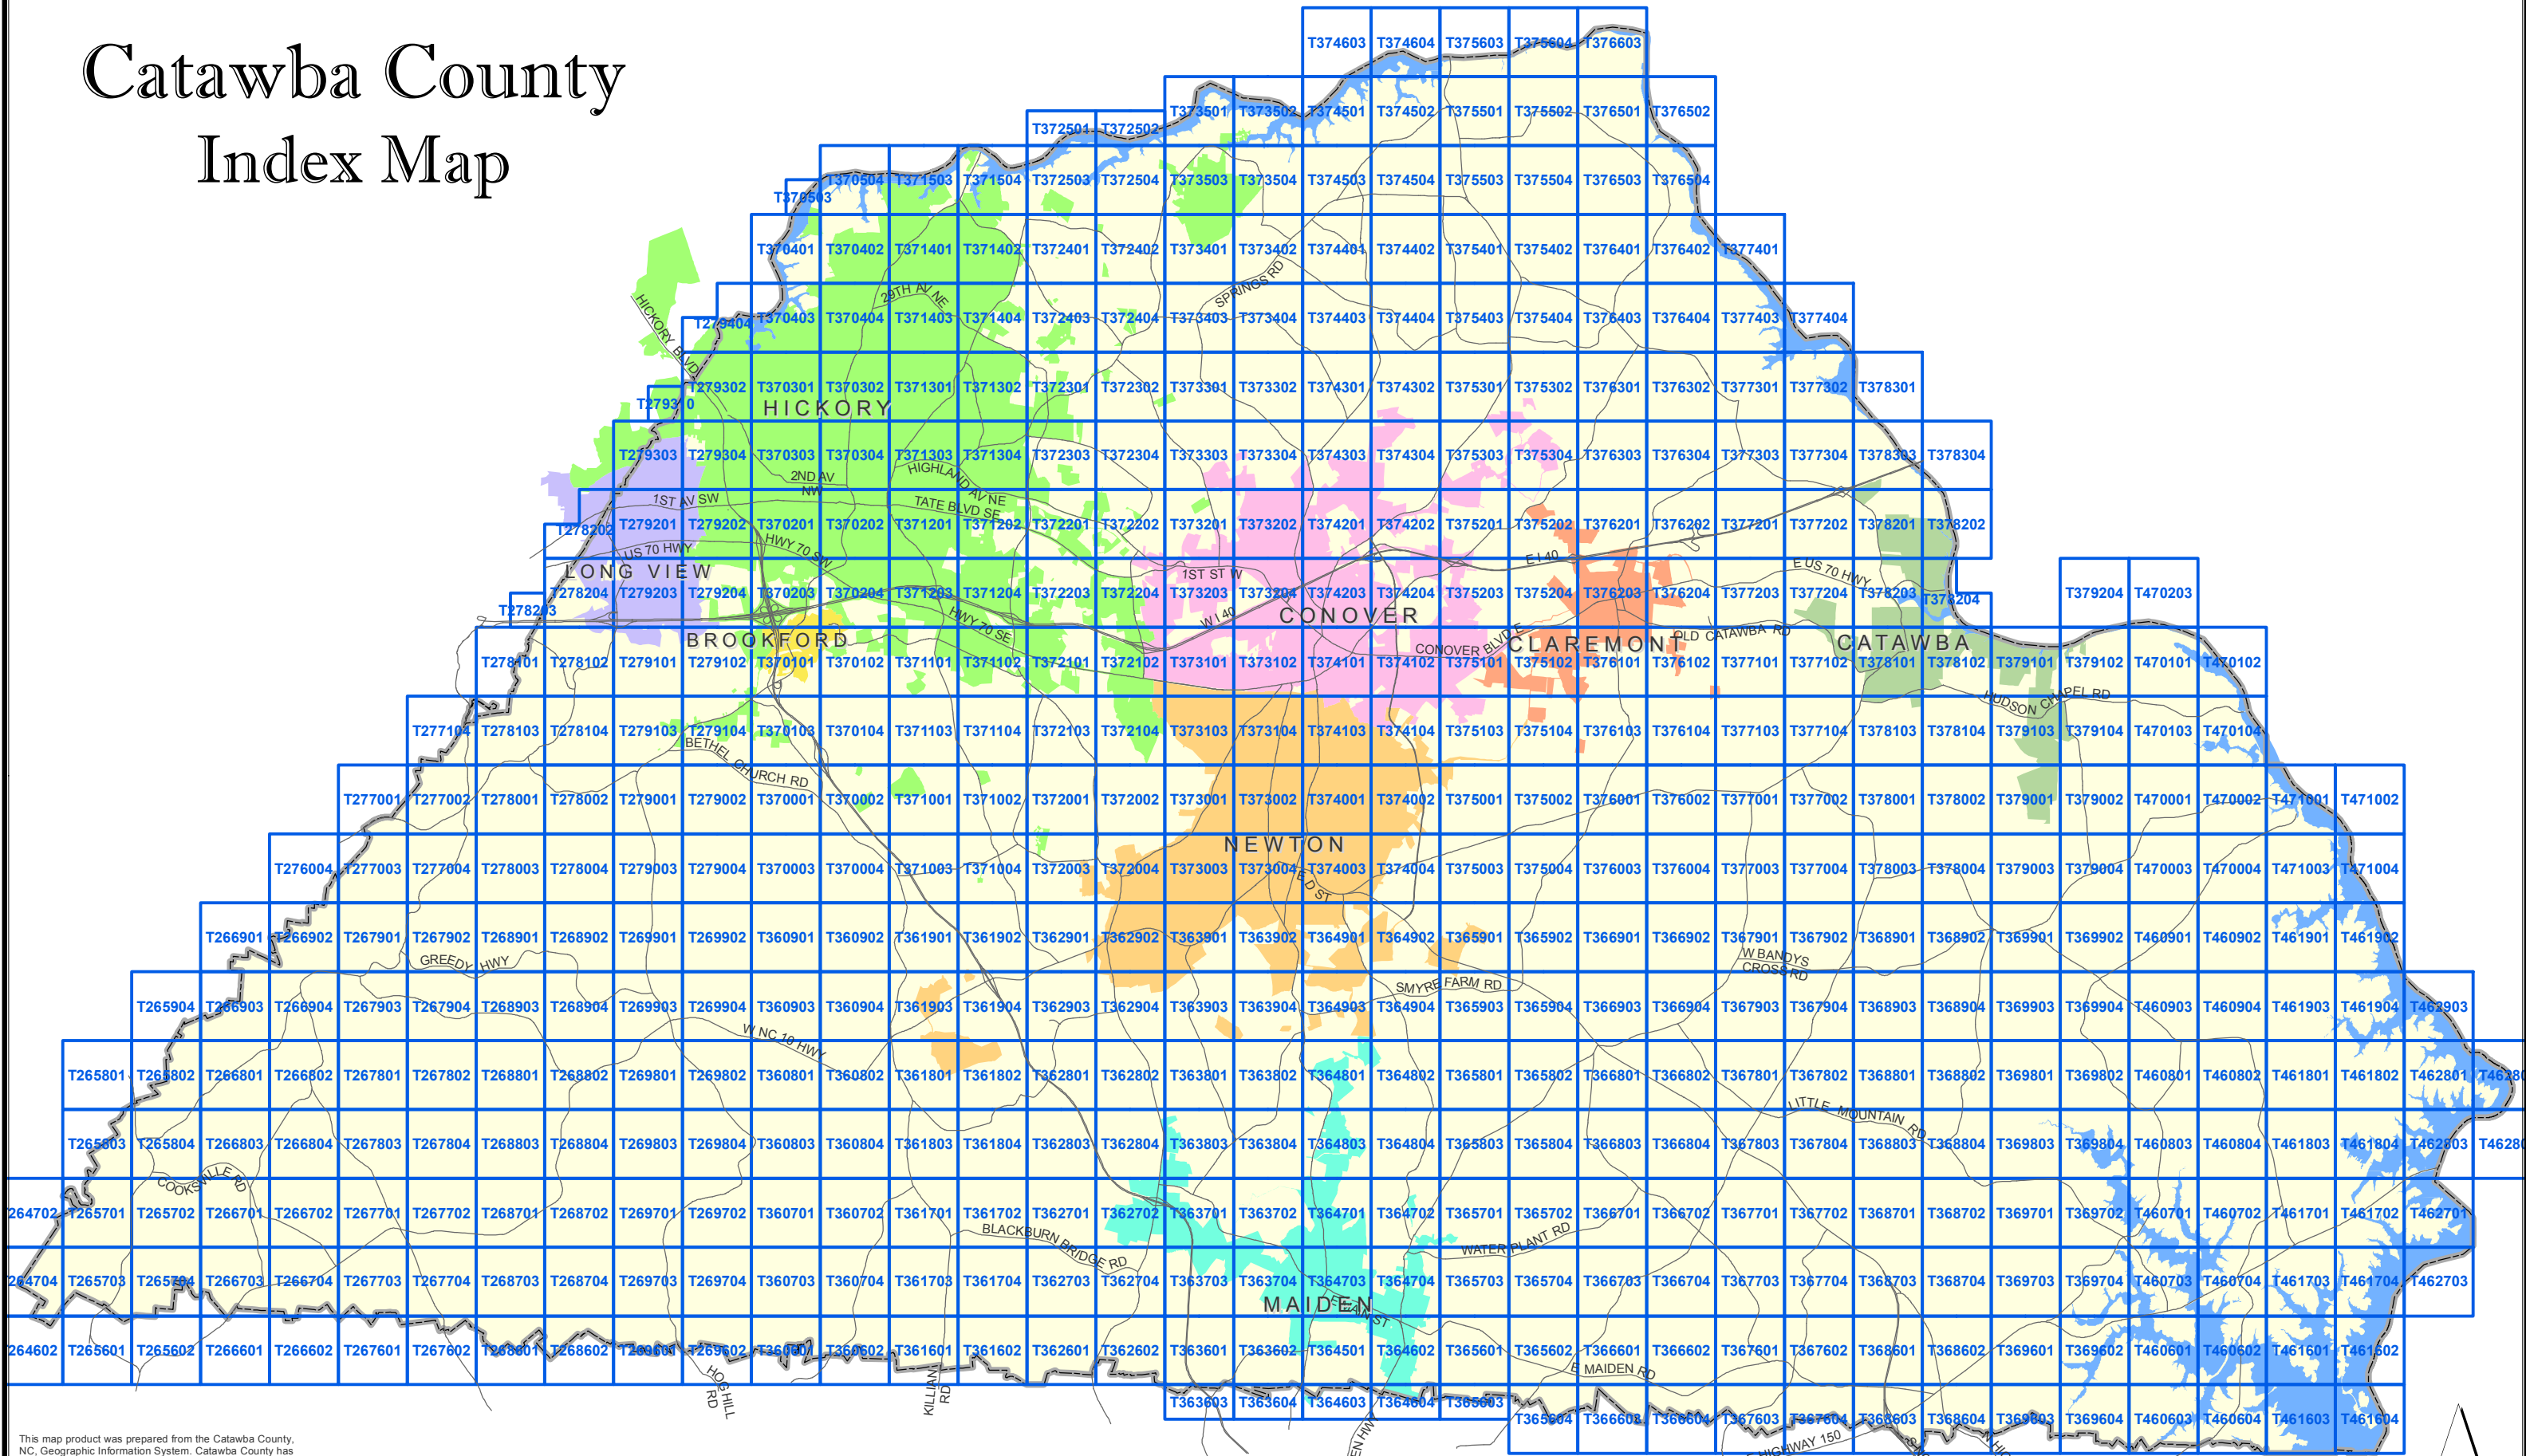 Catawba County
Index Map
T374603 T374604 T375603 T375604 T376603
T373501 T373502 T374501 T374502 T375501 T375502 T376501 T376502
T372501 T372502
T370504 T371503 T371504 T372503 T372504 T373503 T373504 T374503 T374504 T375503 T375504 T376503 T376504
T370503
T370401 T370402 T371401 T371402 T372401 T372402 T373401 T373402 T374401 T374402 T375401 T375402 T376401 T376402 T377401
SPRINGS RD
29TH AV NE
HICKORY BLVD
T279404 T370403 T370404 T371403 T371404 T372403 T372404 T373403 T373404 T374403 T374404 T375403 T375404 T376403 T376404 T377403 T377404
T279302 T370301 T370302 T371301 T371302 T372301 T372302 T373301 T373302 T374301 T374302 T375301 T375302 T376301 T376302 T377301 T377302 T378301
T279310
HICKORY
T279303 T279304 T370303 T370304 T371303 T371304 T372303 T372304 T373303 T373304 T374303 T374304 T375303 T375304 T376303 T376304 T377303 T377304 T378303 T378304
2ND AV
NW
HIGHLAND AV NE
1ST AV SW
TATE BLVD SE
T278202 T279201 T279202 T370201 T370202 T371201 T371202 T372201 T372202 T373201 T373202 T374201 T374202 T375201 T375202 T376201 T376202 T377201 T377202 T378201 T378202
US 70 HWY
HWY 70 SW
E I 40
LONG VIEW
1ST ST W
E US 70 HWY
T278204 T279203 T279204 T370203 T370204 T371203 T371204 T372203 T372204 T373203 T373204 T374203 T374204 T375203 T375204 T376203 T376204 T377203 T377204 T378203 T378204 T379204 T470203
T278203
HWY 70 SE
W I 40
CONOVER
BROOKFORD
CONOVER BLVD E
CLAREMONT
OLD CATAWBA RD
CATAWBA
T278101 T278102 T279101 T279102 T370101 T370102 T371101 T371102 T372101 T372102 T373101 T373102 T374101 T374102 T375101 T375102 T376101 T376102 T377101 T377102 T378101 T378102 T379101 T379102 T470101 T470102
HUDSON CHAPEL RD
T277104 T278103 T278104 T279103 T279104 T370103 T370104 T371103 T371104 T372103 T372104 T373103 T373104 T374103 T374104 T375103 T375104 T376103 T376104 T377103 T377104 T378103 T378104 T379103 T379104 T470103 T470104
BETHEL CHURCH RD
T277001 T277002 T278001 T278002 T279001 T279002 T370001 T370002 T371001 T371002 T372001 T372002 T373001 T373002 T374001 T374002 T375001 T375002 T376001 T376002 T377001 T377002 T378001 T378002 T379001 T379002 T470001 T470002 T471001 T471002
NEWTON
T276004 T277003 T277004 T278003 T278004 T279003 T279004 T370003 T370004 T371003 T371004 T372003 T372004 T373003 T373004 T374003 T374004 T375003 T375004 T376003 T376004 T377003 T377004 T378003 T378004 T379003 T379004 T470003 T470004 T471003 T471004
E D ST
T266901 T266902 T267901 T267902 T268901 T268902 T269901 T269902 T360901 T360902 T361901 T361902 T362901 T362902 T363901 T363902 T364901 T364902 T365901 T365902 T366901 T366902 T367901 T367902 T368901 T368902 T369901 T369902 T460901 T460902 T461901 T461902
GREEDY HWY
W BANDYS
CROSS RD
SMYRE FARM RD
T265904 T266903 T266904 T267903 T267904 T268903 T268904 T269903 T269904 T360903 T360904 T361903 T361904 T362903 T362904 T363903 T363904 T364903 T364904 T365903 T365904 T366903 T366904 T367903 T367904 T368903 T368904 T369903 T369904 T460903 T460904 T461903 T461904 T462903
W NC 10 HWY
T265801 T265802 T266801 T266802 T267801 T267802 T268801 T268802 T269801 T269802 T360801 T360802 T361801 T361802 T362801 T362802 T363801 T363802 T364801 T364802 T365801 T365802 T366801 T366802 T367801 T367802 T368801 T368802 T369801 T369802 T460801 T460802 T461801 T461802 T462801 T46280
LITTLE MOUNTAIN RD
T265803 T265804 T266803 T266804 T267803 T267804 T268803 T268804 T269803 T269804 T360803 T360804 T361803 T361804 T362803 T362804 T363803 T363804 T364803 T364804 T365803 T365804 T366803 T366804 T367803 T367804 T368803 T368804 T369803 T369804 T460803 T460804 T461803 T461804 T462803 T46280
COOKSVILLE RD
264702 T265701 T265702 T266701 T266702 T267701 T267702 T268701 T268702 T269701 T269702 T360701 T360702 T361701 T361702 T362701 T362702 T363701 T363702 T364701 T364702 T365701 T365702 T366701 T366702 T367701 T367702 T368701 T368702 T369701 T369702 T460701 T460702 T461701 T461702 T462701
BLACKBURN BRIDGE RD
WATER PLANT RD
264704 T265703 T265704 T266703 T266704 T267703 T267704 T268703 T268704 T269703 T269704 T360703 T360704 T361703 T361704 T362703 T362704 T363703 T363704 T364703 T364704 T365703 T365704 T366703 T366704 T367703 T367704 T368703 T368704 T369703 T369704 T460703 T460704 T461703 T461704 T462703
MAIDEN
E MAIN ST
264602 T265601 T265602 T266601 T266602 T267601 T267602 T268601 T268602 T269601 T269602 T360601 T360602 T361601 T361602 T362601 T362602 T363601 T363602 T364501 T364602 T365601 T365602 T366601 T366602 T367601 T367602 T368601 T368602 T369601 T369602 T460601 T460602 T461601 T461602
HOG HILL
RD
KILLIAN
RD
E MAIDEN RD
T363603 T363604 T364603 T364604 T365603
T365604 T366603 T366604 T367603 T367604 T368603 T368604 T369603 T369604 T460603 T460604 T461603 T461604
EN HWY
HIGHWAY 150
This map product was prepared from the Catawba County,
NC, Geographic Information System. Catawba County has